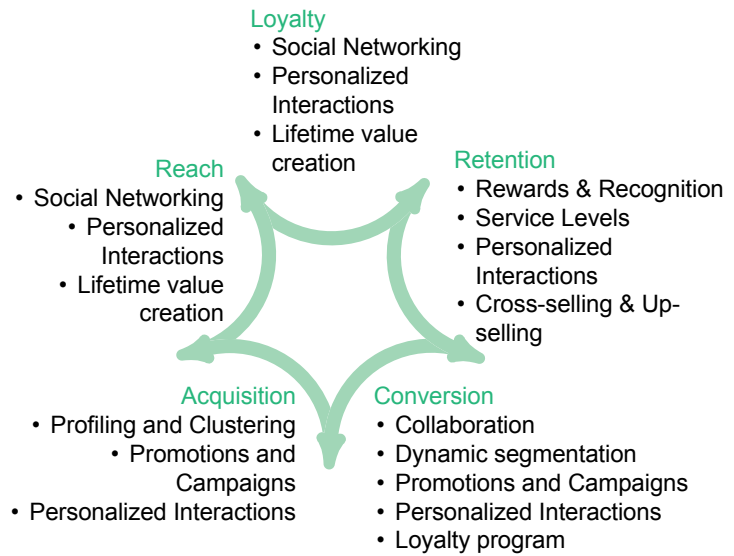 Loyalty
• Social Networking
• Personalized
Interactions
• Lifetime value
creation
Reach
• Social Networking
• Personalized
Interactions
• Lifetime value
creation
Retention
• Rewards & Recognition
• Service Levels
• Personalized
Interactions
• Cross-selling & Up-
selling
Acquisition
• Profiling and Clustering
• Promotions and
Campaigns
• Personalized Interactions
Conversion
• Collaboration
• Dynamic segmentation
• Promotions and Campaigns
• Personalized Interactions
• Loyalty program